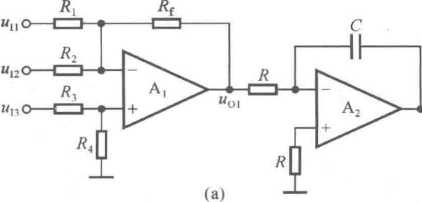 u_{I1} R_1 R_f
C
u_{I2} R_2 − R −
R_3 A_1 u_{O1} A_2
u_{I3} + +
R_4 R
(a)